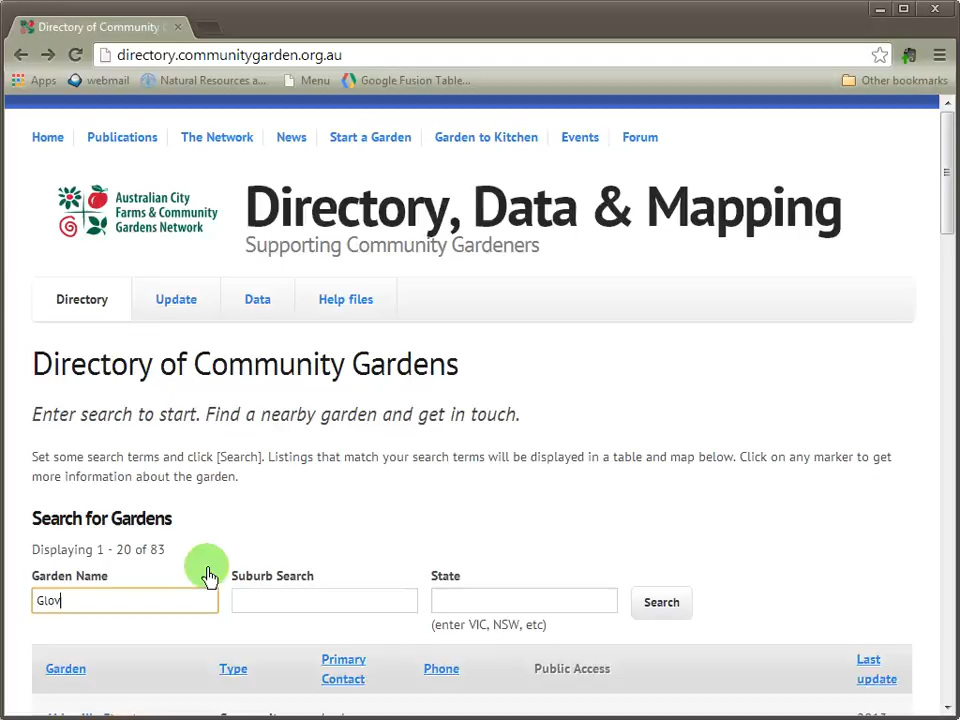 Directory of Community
directory.communitygarden.org.au
Apps webmail Natural Resources a... Menu Google Fusion Table... Other bookmarks
Home Publications The Network News Start a Garden Garden to Kitchen Events Forum
Australian City
Farms & Community
Gardens Network
Directory, Data & Mapping
Supporting Community Gardeners
Directory Update Data Help files
Directory of Community Gardens
Enter search to start. Find a nearby garden and get in touch.
Set some search terms and click [Search]. Listings that match your search terms will be displayed in a table and map below. Click on any marker to get
more information about the garden.
Search for Gardens
Displaying 1 - 20 of 83
Garden Name Suburb Search State
Glov Search
(enter VIC, NSW, etc)
Garden Type Primary Contact Phone Public Access Last update